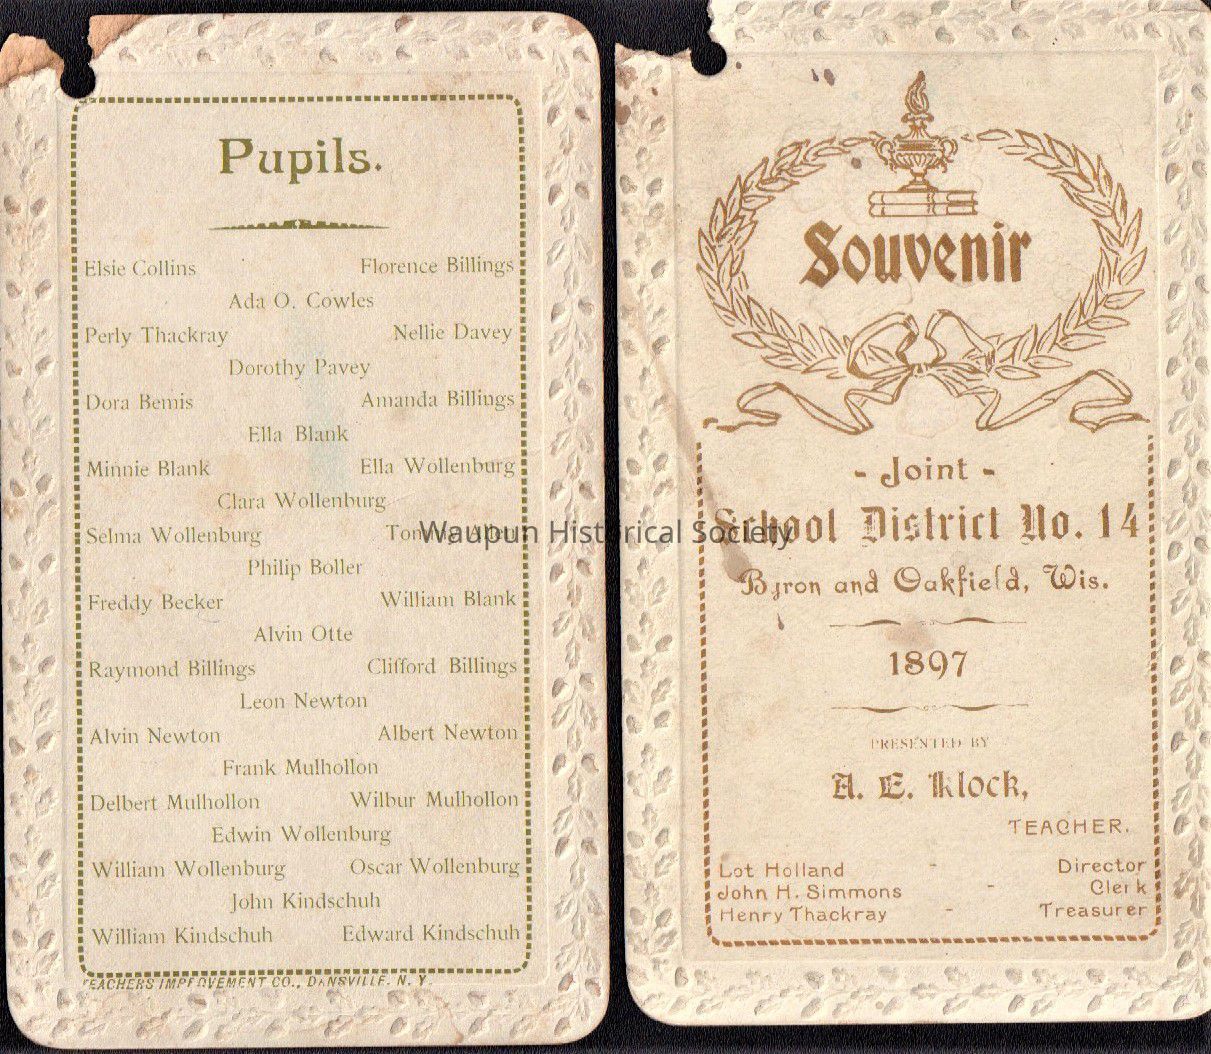 Pupils.
Elsie Collins Florence Billings
Ada O. Cowles
Perly Thackray Nellie Davey
Dorothy Pavey
Dora Bemis Amanda Billings
Ella Blank
Minnie Blank Ella Wollenburg
Clara Wollenburg
Selma Wollenburg
Philip Boller
Freddy Becker William Blank
Alvin Otte
Raymond Billings Clifford Billings
Leon Newton
Alvin Newton Albert Newton
Frank Mulhollon
Delbert Mulhollon Wilbur Mulhollon
Edwin Wollenburg
William Wollenburg Oscar Wollenburg
John Kindschuh
William Kindschuh Edward Kindschuh
TEACHERS IMPROVEMENT CO., DANSVILLE. N. Y.
Souvenir
- Joint -
School District No. 14
Byron and Oakfield, Wis.
1897
PRESENTED BY
A. E. Klock,
TEACHER.
Lot Holland - Director
John H. Simmons - Clerk
Henry Thackray - Treasurer
Waupun Historical Society